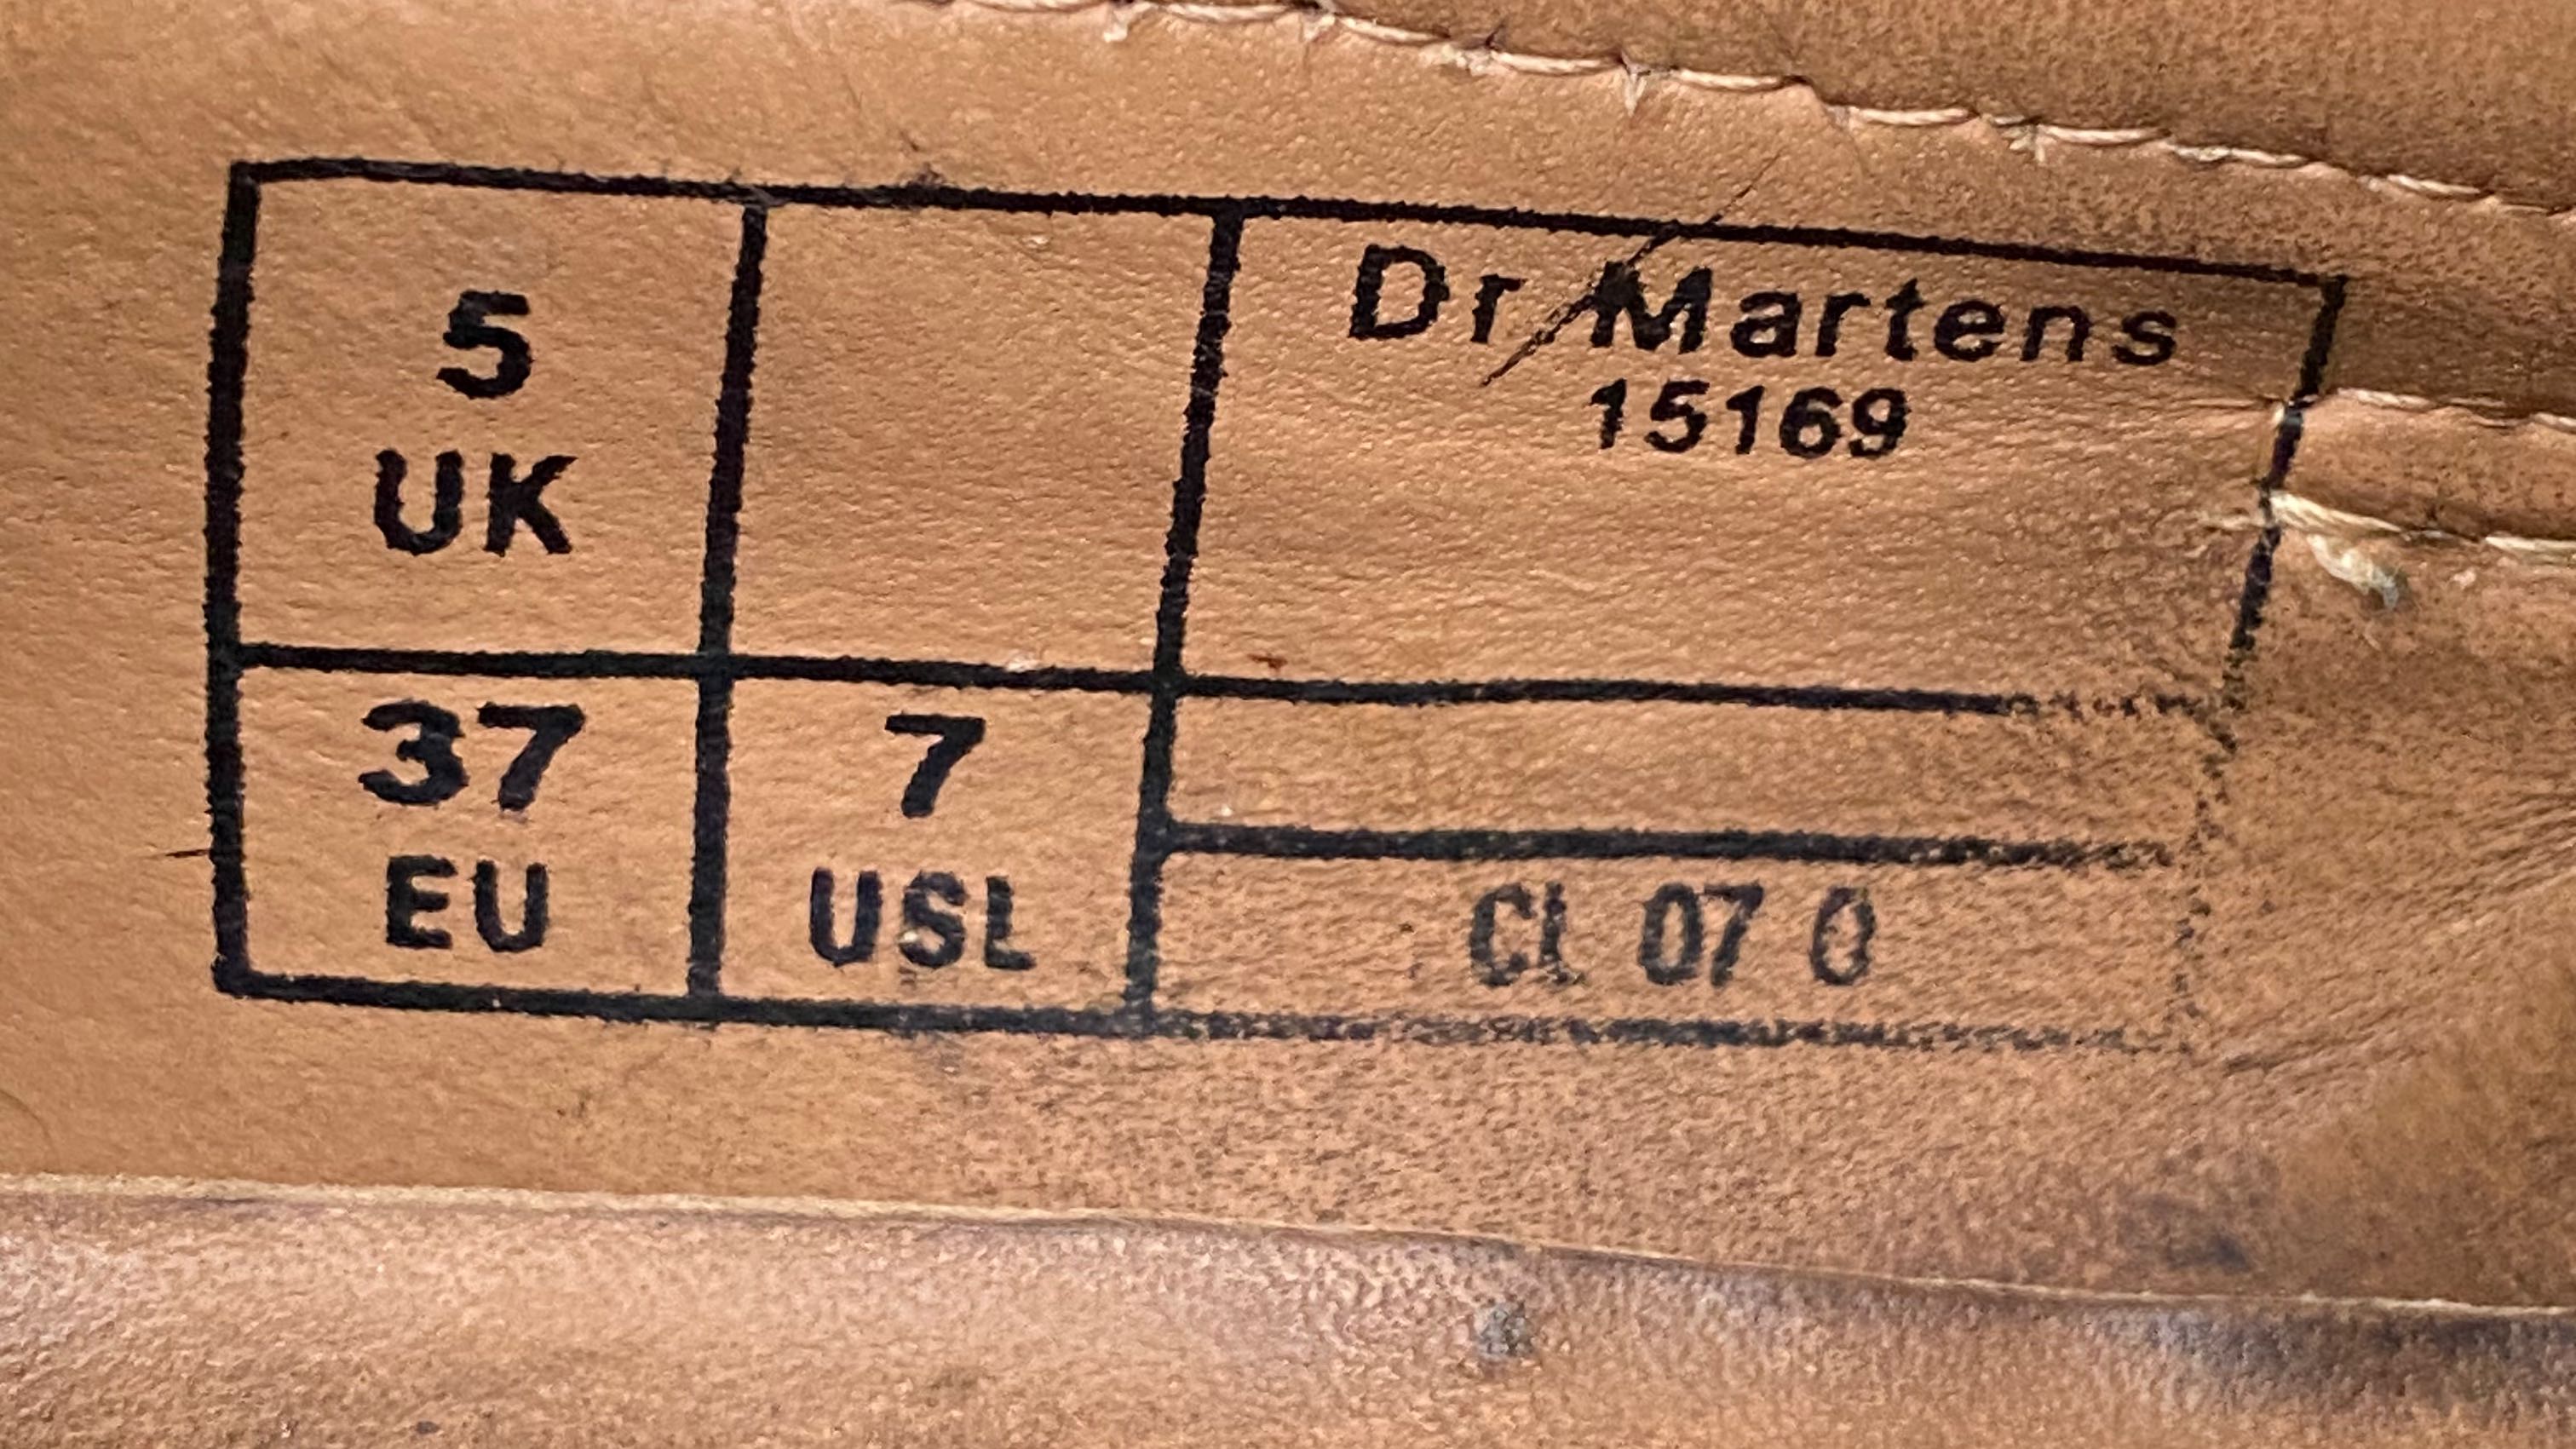 5
UK
Dr Martens
15169
37
EU
7
USL
CL 07 0